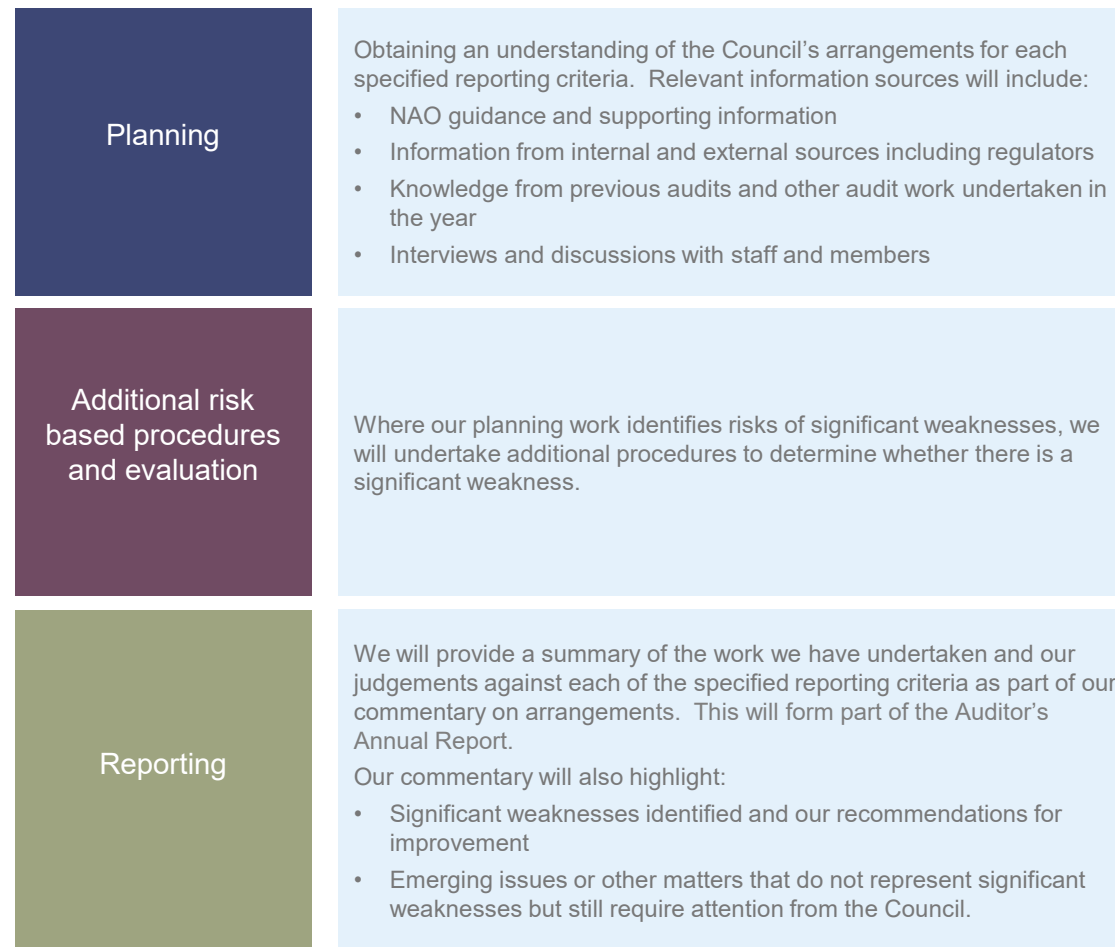 Planning
Obtaining an understanding of the Council’s arrangements for each
specified reporting criteria.  Relevant information sources will include:
• NAO guidance and supporting information
• Information from internal and external sources including regulators
• Knowledge from previous audits and other audit work undertaken in
the year
• Interviews and discussions with staff and members
Additional risk
based procedures
and evaluation
Where our planning work identifies risks of significant weaknesses, we
will undertake additional procedures to determine whether there is a
significant weakness.
Reporting
We will provide a summary of the work we have undertaken and our
judgements against each of the specified reporting criteria as part of our
commentary on arrangements.  This will form part of the Auditor’s
Annual Report.
Our commentary will also highlight:
• Significant weaknesses identified and our recommendations for
improvement
• Emerging issues or other matters that do not represent significant
weaknesses but still require attention from the Council.